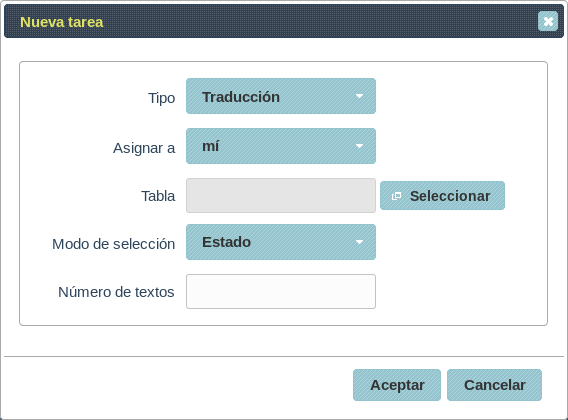 Nueva tarea
Tipo Traducción
Asignar a mí
Tabla Seleccionar
Modo de selección Estado
Número de textos
Aceptar Cancelar